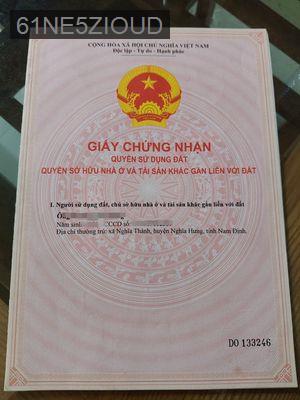 61NE5ZIOUD
CỘNG HÒA XÃ HỘI CHỦ NGHĨA VIỆT NAM
Độc lập - Tự do - Hạnh phúc
GIẤY CHỨNG NHẬN
QUYỀN SỬ DỤNG ĐẤT
QUYỀN SỞ HỮU NHÀ Ở VÀ TÀI SẢN KHÁC GẮN LIỀN VỚI ĐẤT
I. Người sử dụng đất, chủ sở hữu nhà ở và tài sản khác gắn liền với đất
Năm sinh CCCD số
Địa chỉ thường trú: xã Nghĩa Thành, huyện Nghĩa Hưng, tỉnh Nam Định.
DO 133246